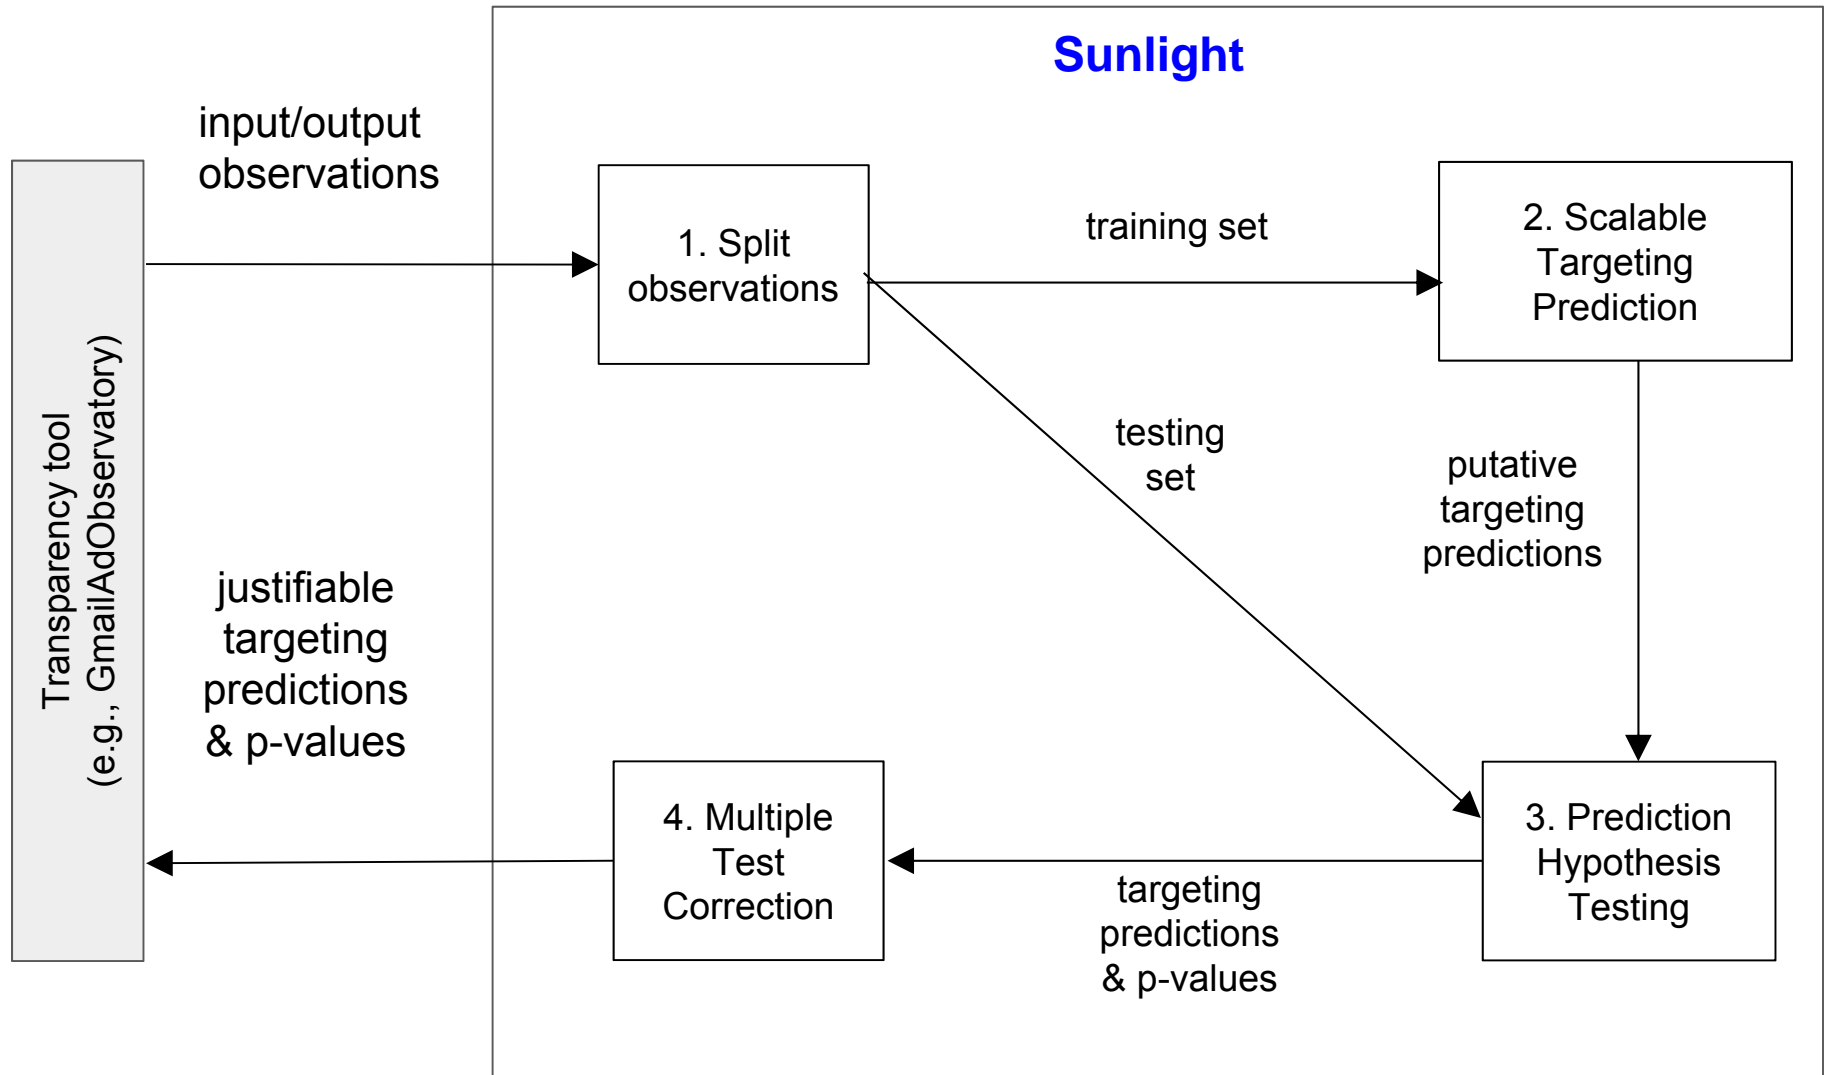 Sunlight
input/output
observations
Transparency tool
(e.g., GmailAdObservatory)
1. Split
observations
training set
2. Scalable
Targeting
Prediction
testing
set
putative
targeting
predictions
justifiable
targeting
predictions
& p-values
4. Multiple
Test
Correction
targeting
predictions
& p-values
3. Prediction
Hypothesis
Testing